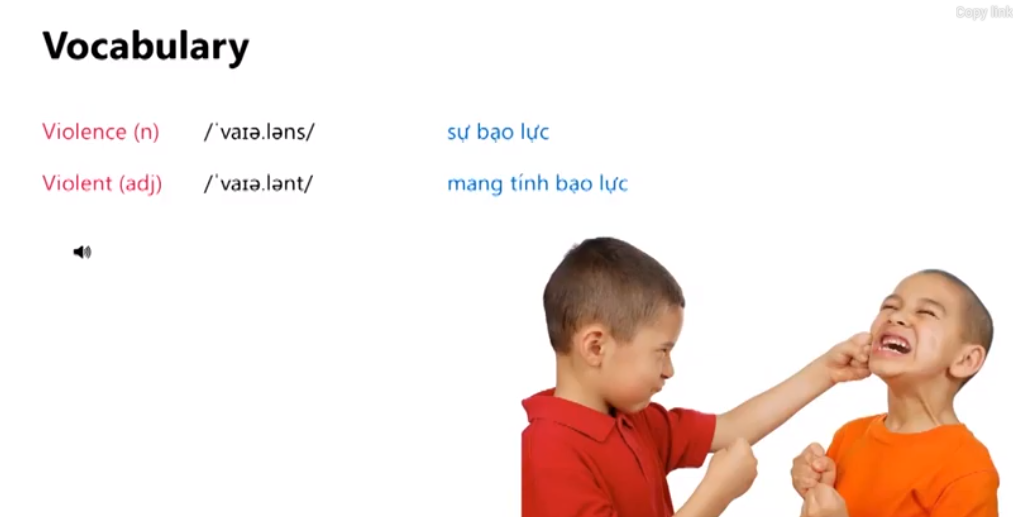 Copy link
Vocabulary
Violence (n) /ˈvaɪə.ləns/ sự bạo lực
Violent (adj) /ˈvaɪə.lənt/ mang tính bạo lực